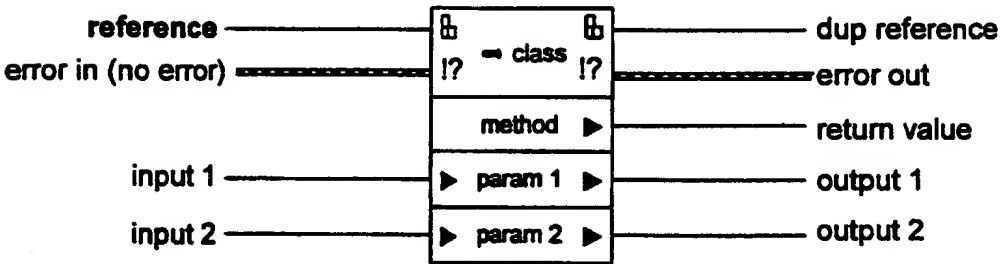 reference
dup reference
class
error in (no error)
!?
!?
error out
method
return value
input 1
param 1
output 1
input 2
param 2
output 2